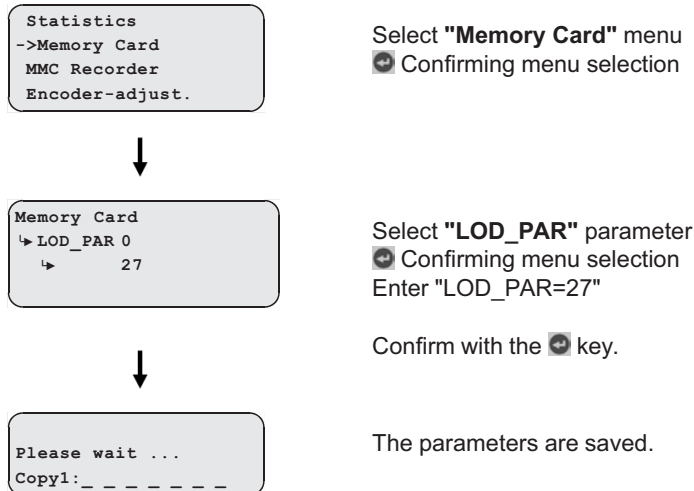 Statistics
->Memory Card
MMC Recorder
Encoder-adjust.
Select "Memory Card" menu
Confirming menu selection
Memory Card
LOD_PAR 0
27
Select "LOD_PAR" parameter
Confirming menu selection
Enter "LOD_PAR=27"
Confirm with the key.
Please wait ...
Copy1:_ _ _ _ _ _ _
The parameters are saved.